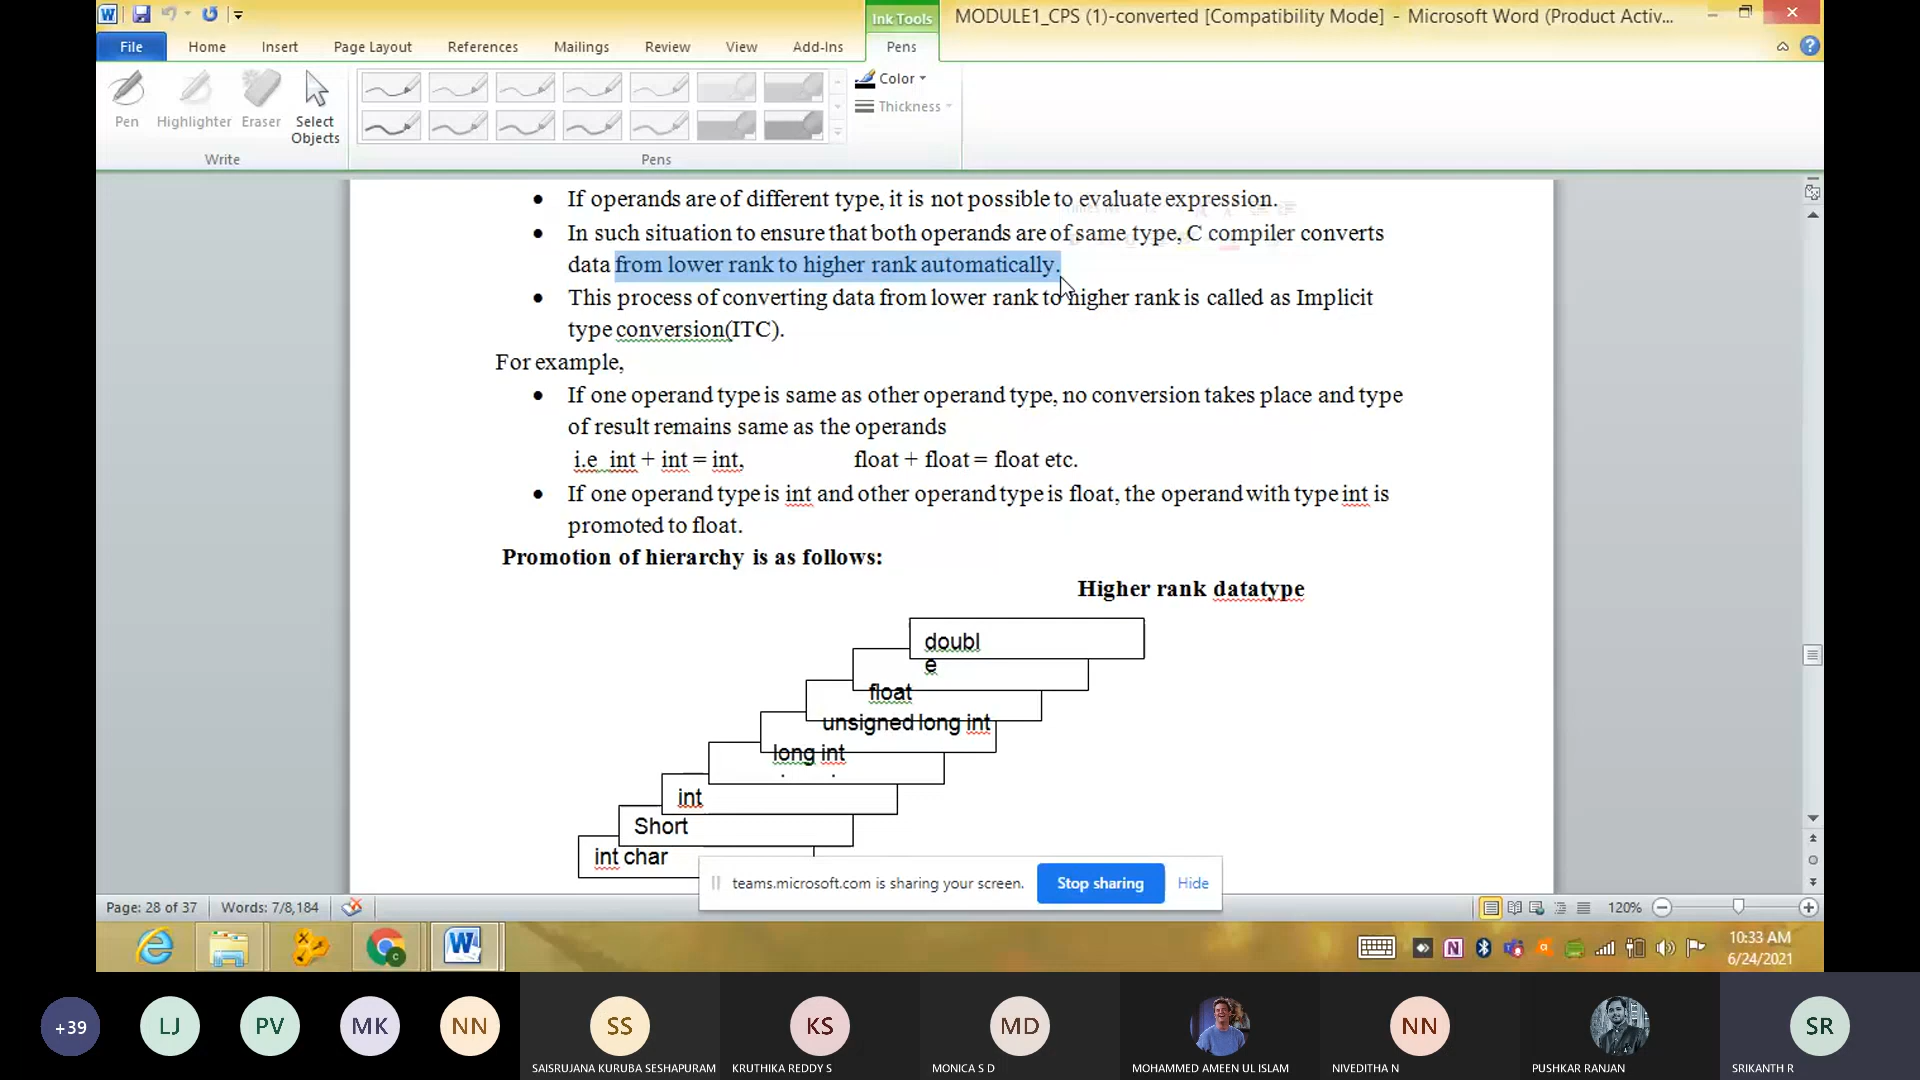 Ink Tools
MODULE1_CPS (1)-converted [Compatibility Mode] - Microsoft Word (Product Activ...
File Home Insert Page Layout References Mailings Review View Add-Ins Pens
Pen Highlighter Eraser Select Objects
Color
Thickness
Write Pens
• If operands are of different type, it is not possible to evaluate expression.
• In such situation to ensure that both operands are of same type, C compiler converts
data from lower rank to higher rank automatically.
• This process of converting data from lower rank to higher rank is called as Implicit
type conversion(ITC).
For example,
• If one operand type is same as other operand type, no conversion takes place and type
of result remains same as the operands
i.e int + int = int, float + float = float etc.
• If one operand type is int and other operand type is float, the operand with type int is
promoted to float.
Promotion of hierarchy is as follows:
Higher rank datatype
doubl
e
float
unsigned long int
long int
int
Short
int char
teams.microsoft.com is sharing your screen. Stop sharing Hide
Page: 28 of 37 Words: 7/8,184 120%
10:33 AM
6/24/2021
+39 LJ PV MK NN SS KS MD NN SR
SAISRUJANA KURUBA SESHAPURAM KRUTHIKA REDDY S MONICA S D MOHAMMED AMEEN UL ISLAM NIVEDITHA N PUSHKAR RANJAN SRIKANTH R